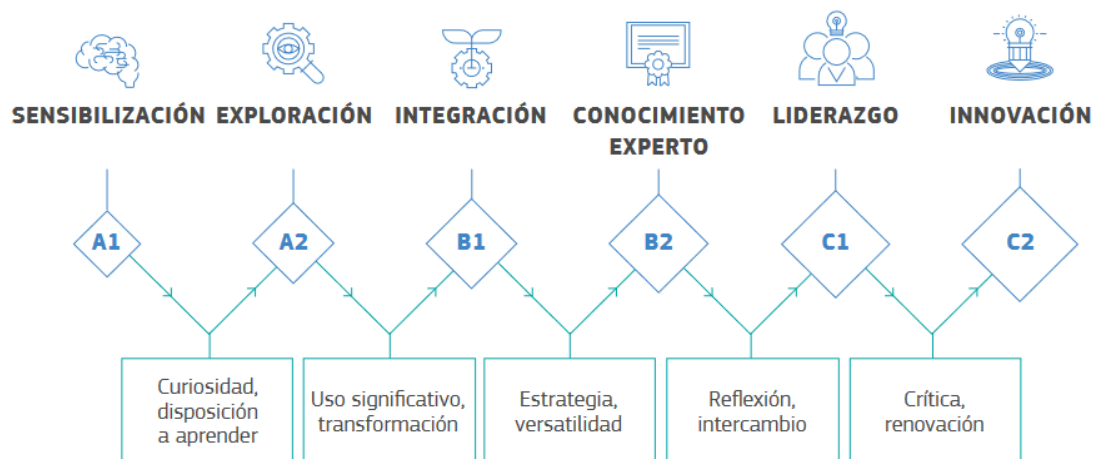 SENSIBILIZACIÓN
EXPLORACIÓN
INTEGRACIÓN
CONOCIMIENTO
EXPERTO
LIDERAZGO
INNOVACIÓN
A1
A2
B1
B2
C1
C2
Curiosidad,
disposición
a aprender
Uso significativo,
transformación
Estrategia,
versatilidad
Reflexión,
intercambio
Crítica,
renovación